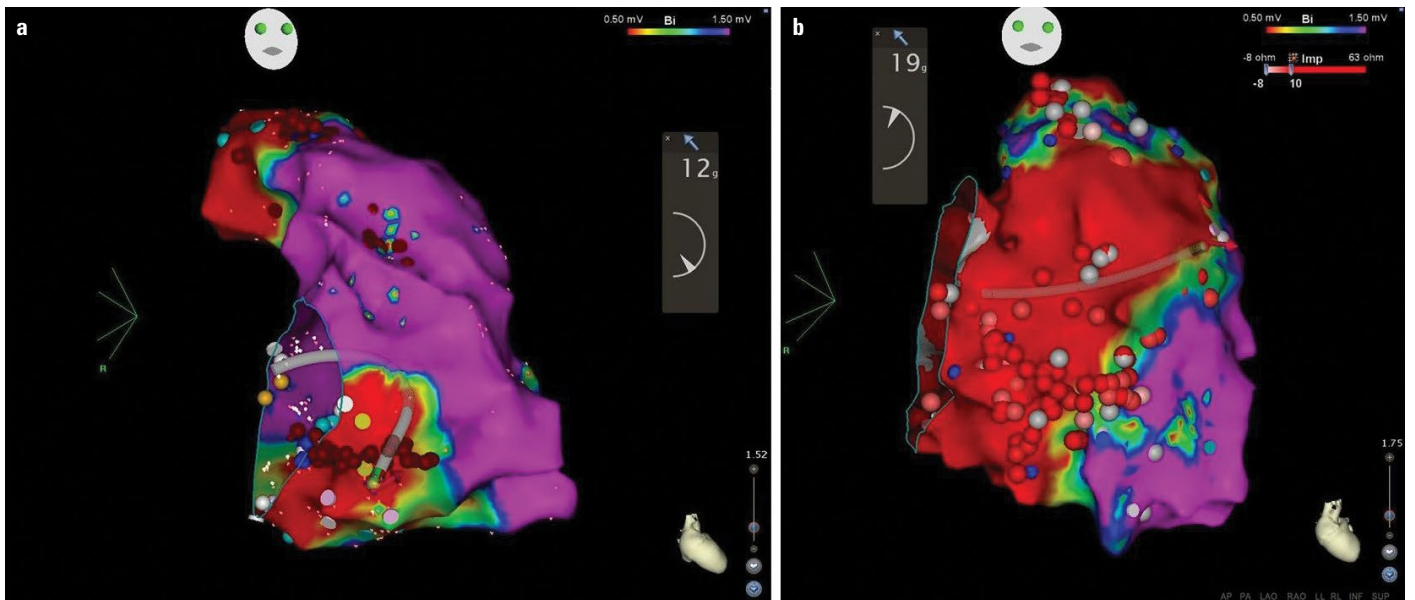 a
0.50 mV Bi 1.50 mV
x
12g
R
1.52
b
0.50 mV Bi 1.50 mV
-8 ohm Imp 63 ohm
-8 10
x
19g
R
1.75
AP PA LAO RAO LL RL INF SUP